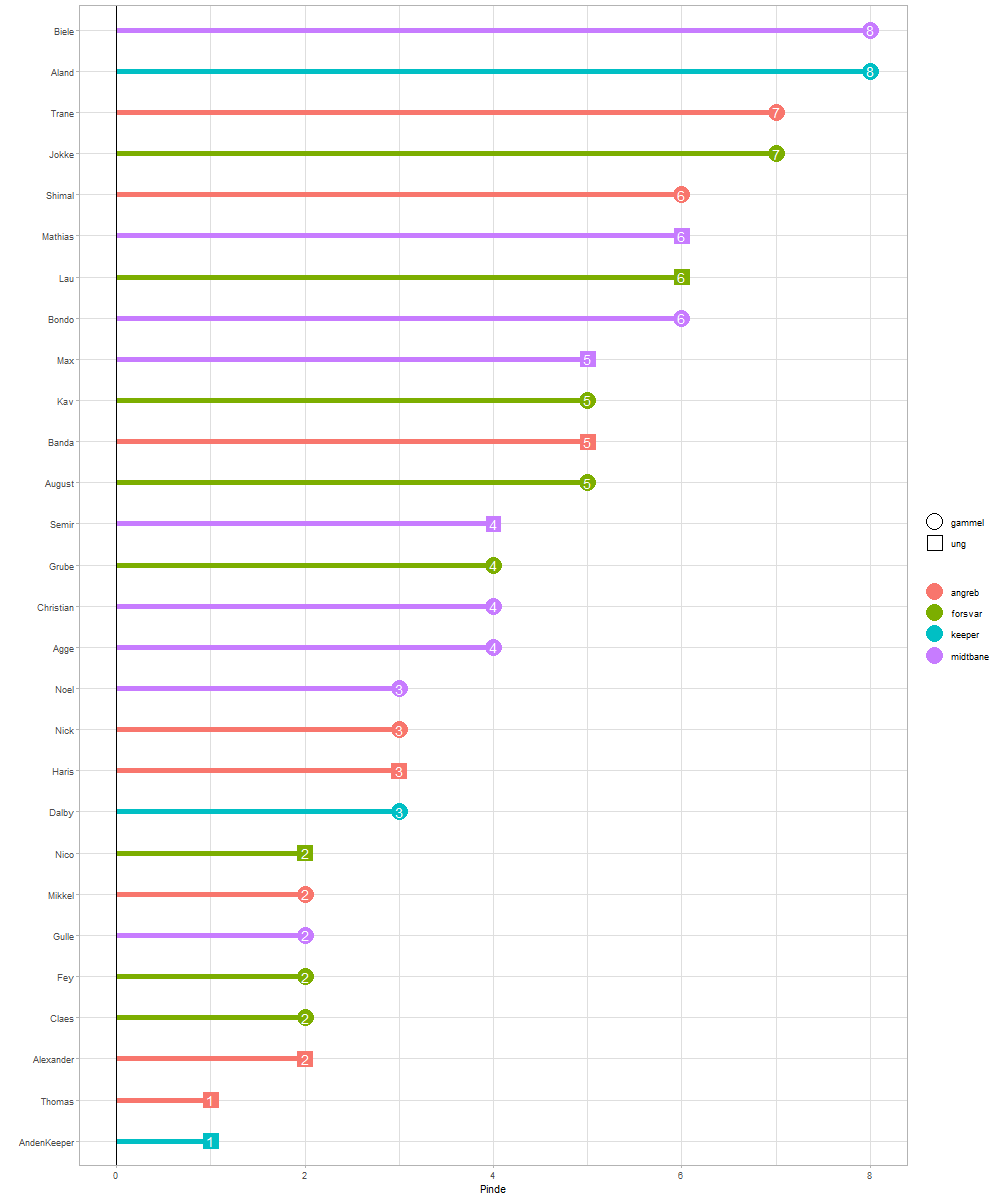 Biele 8
Aland 8
Trane 7
Jokke 7
Shimal 6
Mathias 6
Lau 6
Bondo 6
Max 5
Kav 5
Banda 5
August 5
Semir 4
Grube 4
Christian 4
Agge 4
Noel 3
Nick 3
Haris 3
Dalby 3
Nico 2
Mikkel 2
Gulle 2
Fey 2
Claes 2
Alexander 2
Thomas 1
AndenKeeper 1
0 2 4 6 8
Pinde
gammel
ung
angreb
forsvar
keeper
midtbane